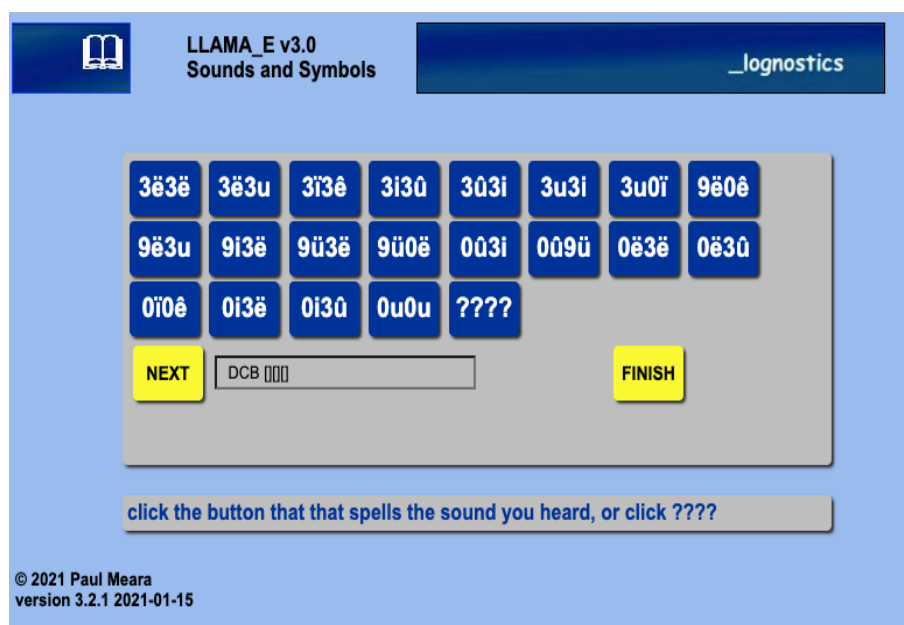 LLAMA_E v3.0
Sounds and Symbols
_lognostics
3ë3ë 3ë3u 3ï3ê 3i3û 3û3i 3u3i 3u0ï 9ë0ê
9ë3u 9i3ë 9ü3ë 9ü0ë 0û3i 0û9ü 0ë3ë 0ë3û
0ï0ê 0i3ë 0i3û 0u0u ????
NEXT DCB [][][] FINISH
click the button that that spells the sound you heard, or click ????
© 2021 Paul Meara
version 3.2.1 2021-01-15